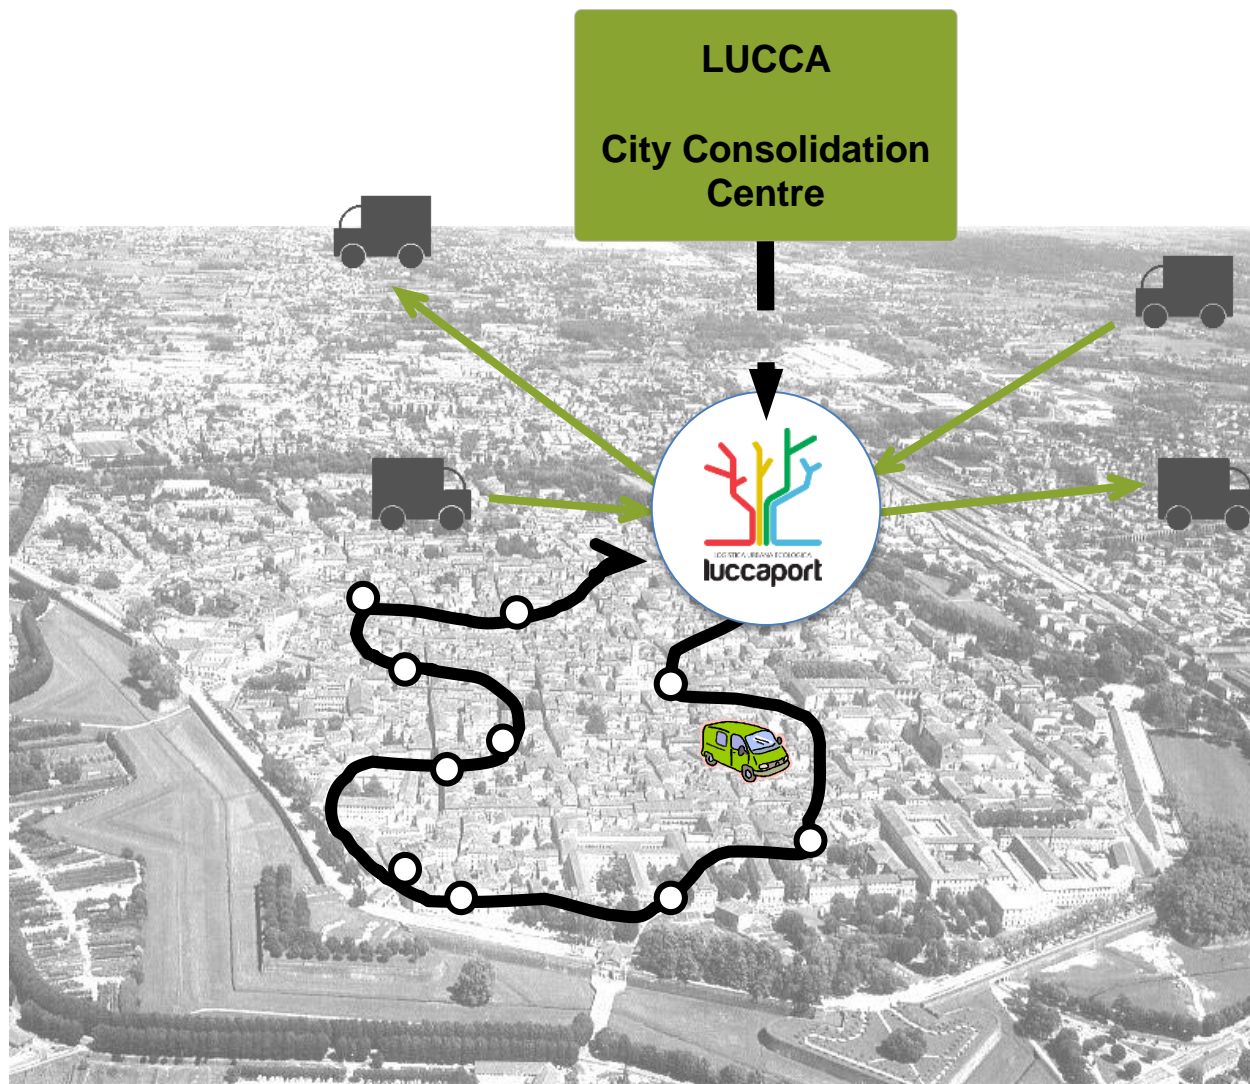 LUCCA
City Consolidation
Centre
LOGISTICA URBANA ECOLOGICA
luccaport